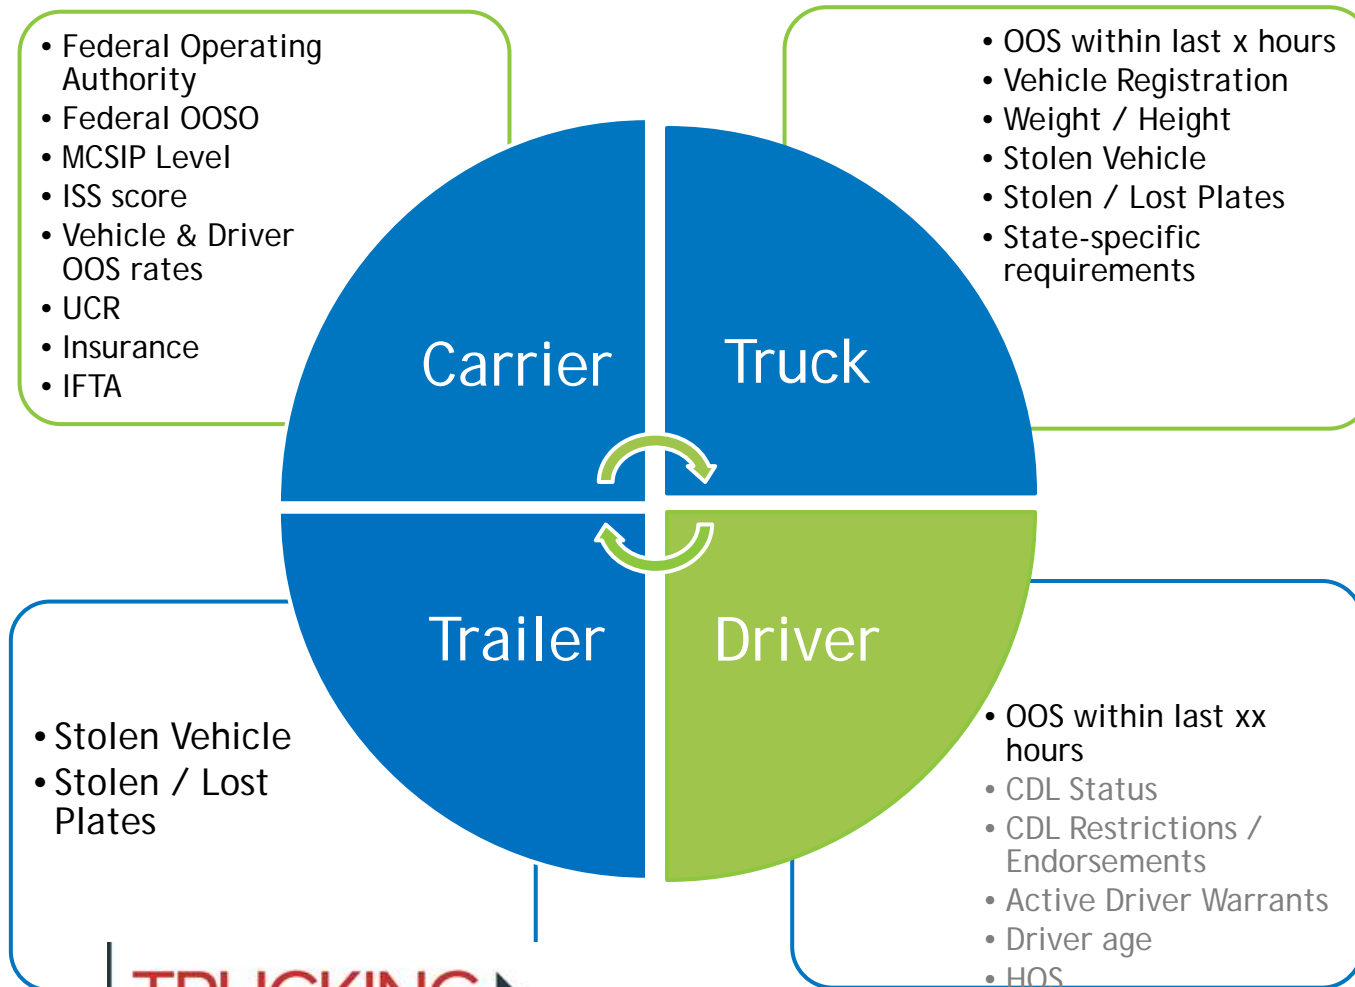 • Federal Operating
Authority
• Federal OOSO
• MCSIP Level
• ISS score
• Vehicle & Driver
OOS rates
• UCR
• Insurance
• IFTA
• OOS within last x hours
• Vehicle Registration
• Weight / Height
• Stolen Vehicle
• Stolen / Lost Plates
• State-specific
requirements
Carrier
Truck
Trailer
Driver
• Stolen Vehicle
• Stolen / Lost
Plates
• OOS within last xx
hours
• CDL Status
• CDL Restrictions /
Endorsements
• Active Driver Warrants
• Driver age
• HOS
TRUCKING